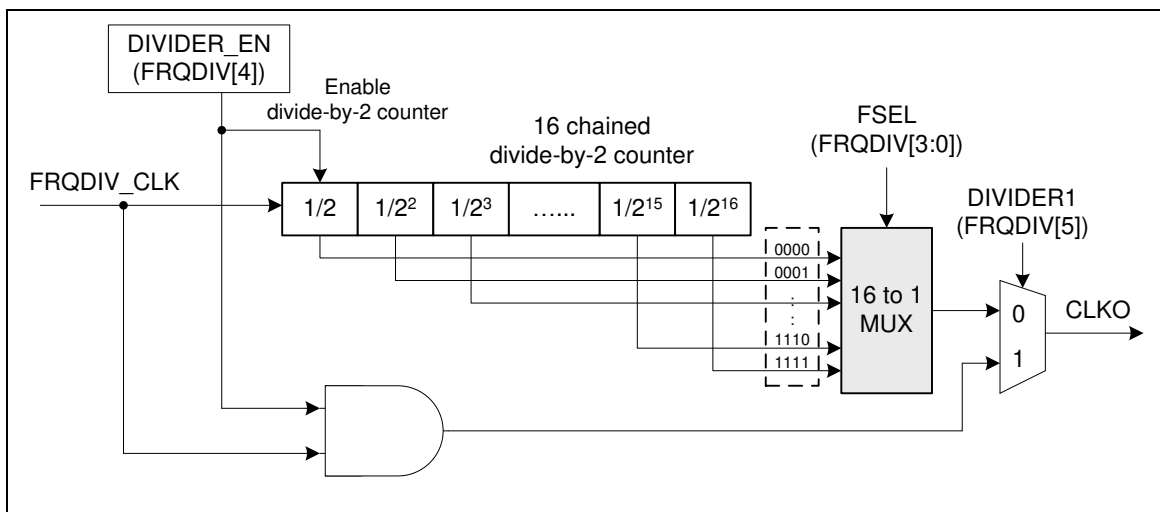 DIVIDER_EN
(FRQDIV[4])
Enable
divide-by-2 counter
16 chained
divide-by-2 counter
FSEL
(FRQDIV[3:0])
DIVIDER1
(FRQDIV[5])
FRQDIV_CLK
1/2 1/2² 1/2³ …... 1/2¹⁵ 1/2¹⁶
0000
0001
:
:
1110
1111
16 to 1
MUX
0
1
CLKO